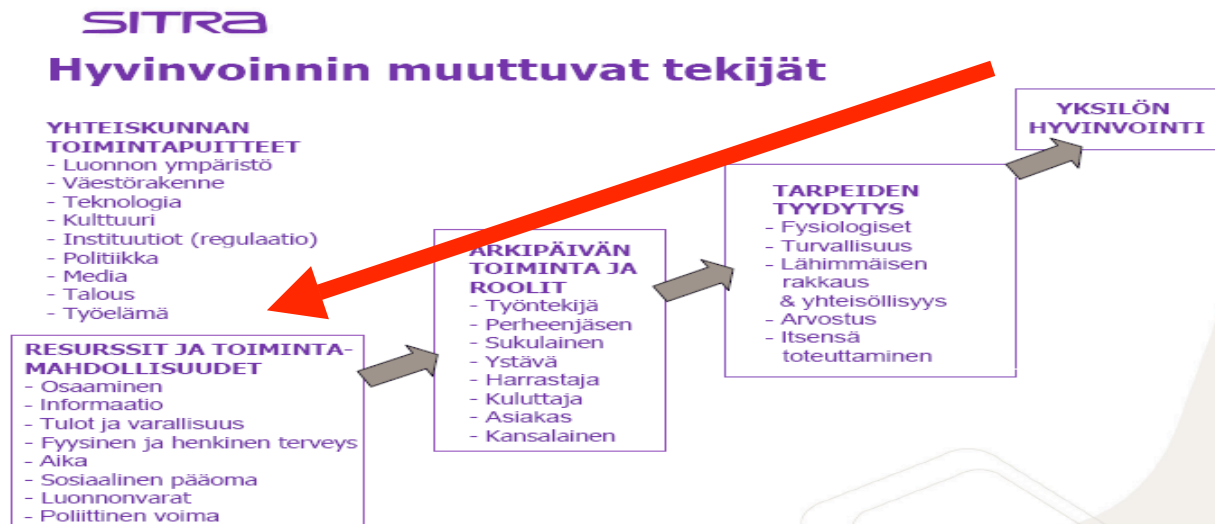 SITRA
Hyvinvoinnin muuttuvat tekijät
YHTEISKUNNAN
TOIMINTAPUITTEET
- Luonnon ympäristö
- Väestörakenne
- Teknologia
- Kulttuuri
- Instituutiot (regulaatio)
- Politiikka
- Media
- Talous
- Työelämä
RESURSSIT JA TOIMINTA-
MAHDOLLISUUDET
- Osaaminen
- Informaatio
- Tulot ja varallisuus
- Fyysinen ja henkinen terveys
- Aika
- Sosiaalinen pääoma
- Luonnonvarat
- Poliittinen voima
ARKIPÄIVÄN
TOIMINTA JA
ROOLIT
- Työntekijä
- Perheenjäsen
- Sukulainen
- Ystävä
- Harrastaja
- Kuluttaja
- Asiakas
- Kansalainen
TARPEIDEN
TYYDYTYS
- Fysiologiset
- Turvallisuus
- Lähimmäisen
rakkaus
& yhteisöllisyys
- Arvostus
- Itsensä
toteuttaminen
YKSILÖN
HYVINVOINTI